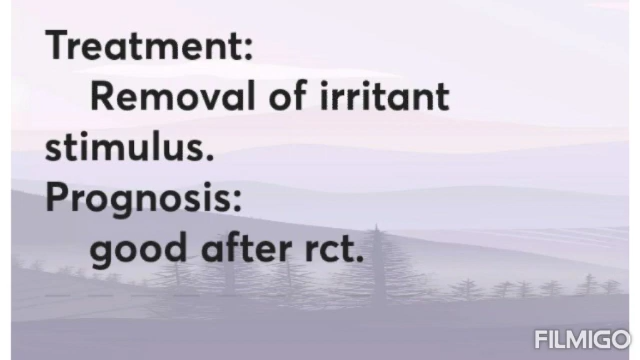 Treatment:
Removal of irritant
stimulus.
Prognosis:
good after rct.
FILMIGO